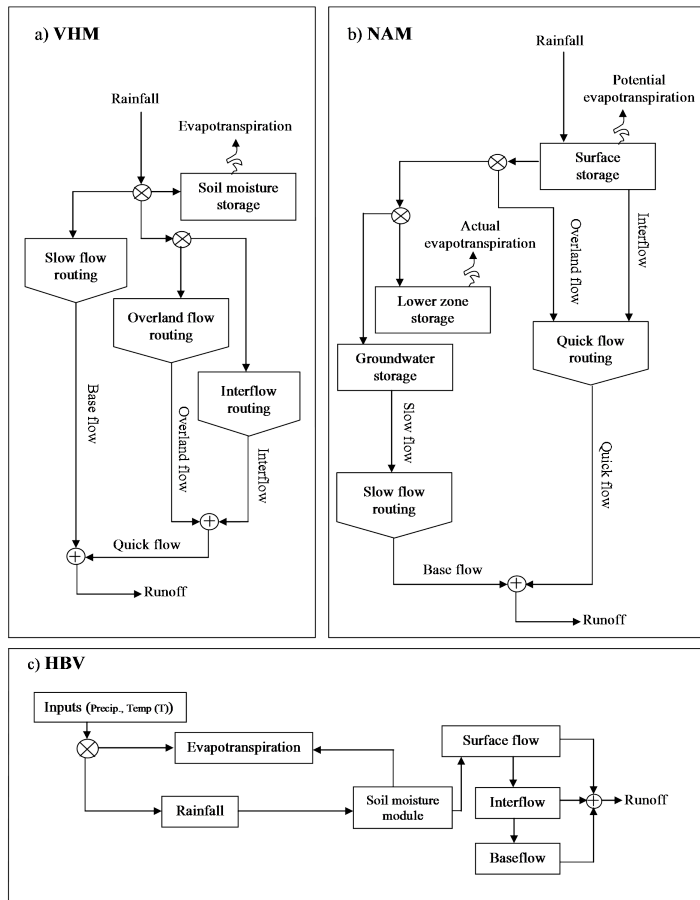 a) VHM
Rainfall
Evapotranspiration
Soil moisture
storage
Slow flow
routing
Overland flow
routing
Interflow
routing
Base flow
Overland flow
Interflow
Quick flow
Runoff
b) NAM
Rainfall
Potential
evapotranspiration
Surface
storage
Actual
evapotranspiration
Overland flow
Interflow
Lower zone
storage
Groundwater
storage
Quick flow
routing
Slow flow
Slow flow
routing
Quick flow
Base flow
Runoff
c) HBV
Inputs (Precip., Temp (T))
Evapotranspiration
Rainfall
Soil moisture
module
Surface flow
Interflow
Baseflow
Runoff